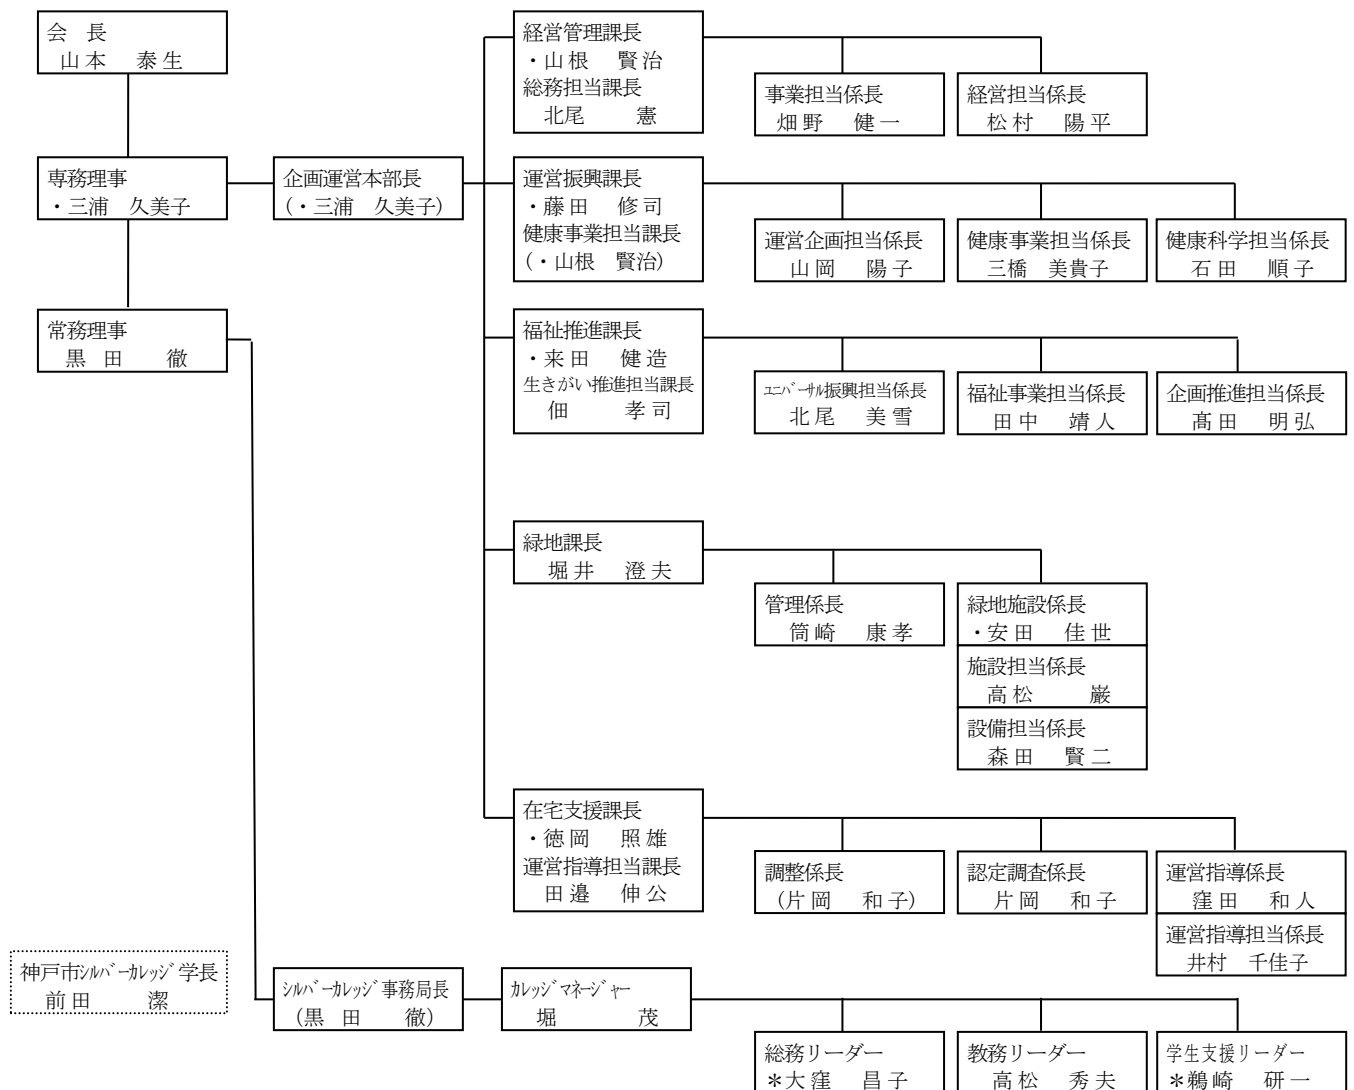 会　長
山 本　泰 生
専務理事
・三浦　久美子
常務理事
黒　田　　徹
企画運営本部長
(・三浦　久美子)
経営管理課長
・山根　賢治
総務担当課長
北尾　　憲
事業担当係長
畑 野　健 一
経営担当係長
松 村　陽 平
運営振興課長
・藤 田　修 司
健康事業担当課長
(・山根　賢治)
運営企画担当係長
山 岡　陽 子
健康事業担当係長
三橋　美貴子
健康科学担当係長
石 田　順 子
福祉推進課長
・来 田　健 造
生きがい推進担当課長
佃　　孝 司
ﾕﾆﾊﾞｰｻﾙ振興担当係長
北 尾　美 雪
福祉事業担当係長
田 中　靖 人
企画推進担当係長
髙 田　明 弘
緑地課長
堀 井　澄 夫
管理係長
筒 崎　康 孝
緑地施設係長
・安 田　佳 世
施設担当係長
高 松　　巌
設備担当係長
森 田　賢 二
在宅支援課長
・徳 岡　照 雄
運営指導担当課長
田 邉　伸 公
調整係長
(片 岡　和 子)
認定調査係長
片 岡　和 子
運営指導係長
窪 田　和 人
運営指導担当係長
井村　千佳子
神戸市ｼﾙﾊﾞｰｶﾚｯｼﾞ学長
前 田　　潔
ｼﾙﾊﾞｰｶﾚｯｼﾞ事務局長
(黒　田　　徹)
ｶﾚｯｼﾞﾏﾈｰｼﾞｬｰ
堀　　茂
総務リーダー
＊大 窪　昌 子
教務リーダー
高 松　秀 夫
学生支援リーダー
＊鵜 崎　研 一